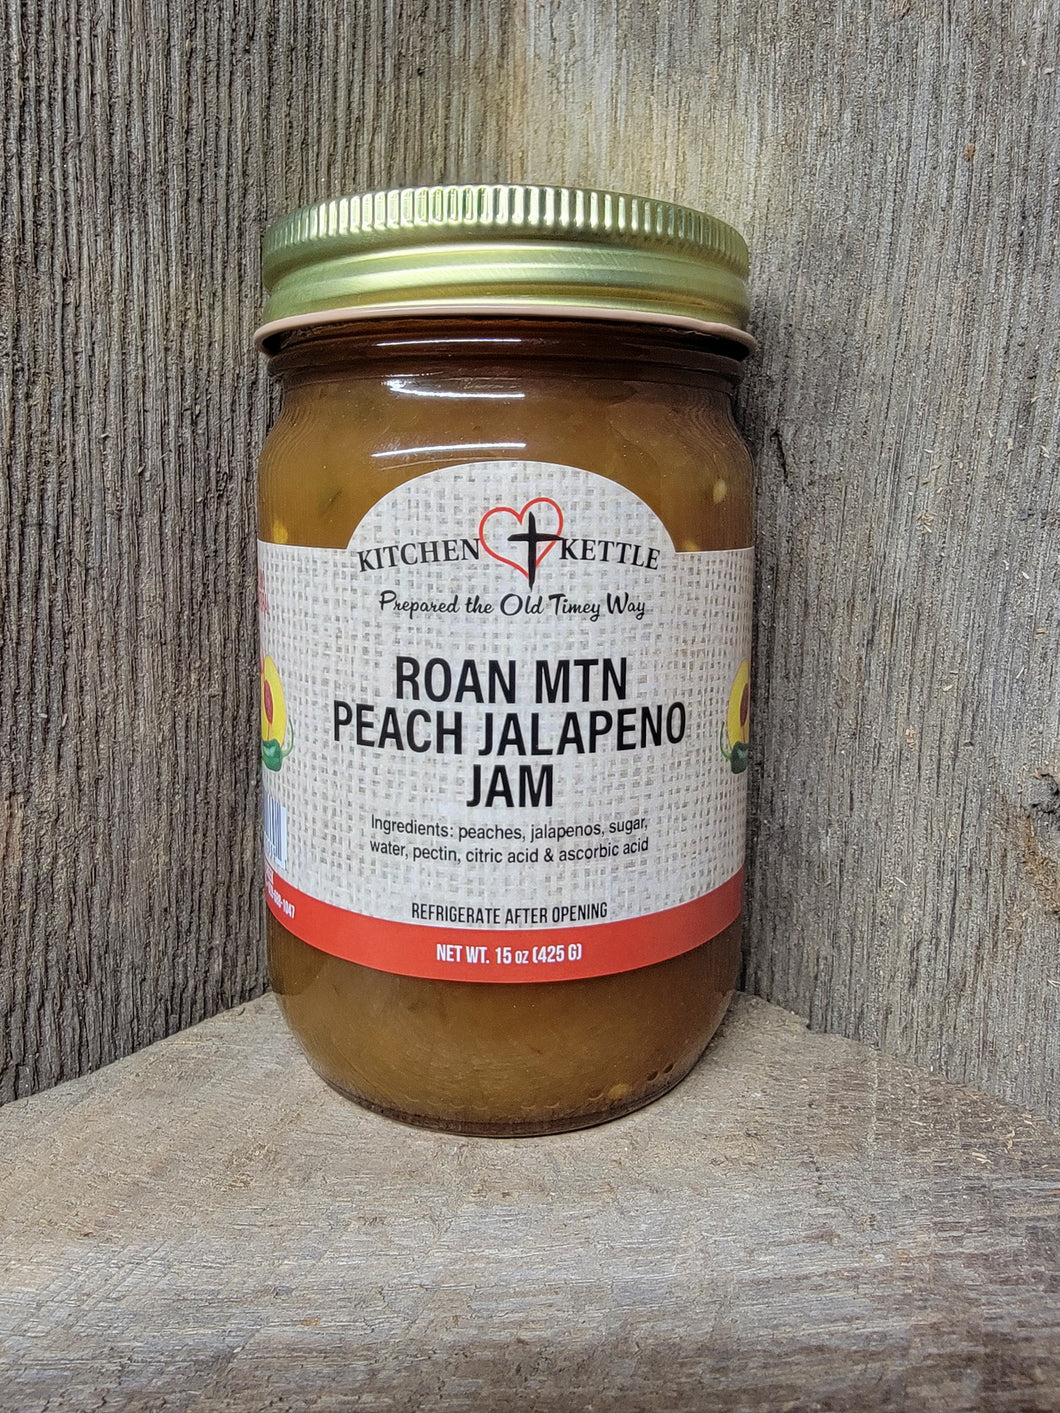 KITCHEN KETTLE
Prepared the Old Timey Way
ROAN MTN
PEACH JALAPENO
JAM
Ingredients: peaches, jalapenos, sugar,
water, pectin, citric acid & ascorbic acid
REFRIGERATE AFTER OPENING
NET WT. 15 oz (425 G)